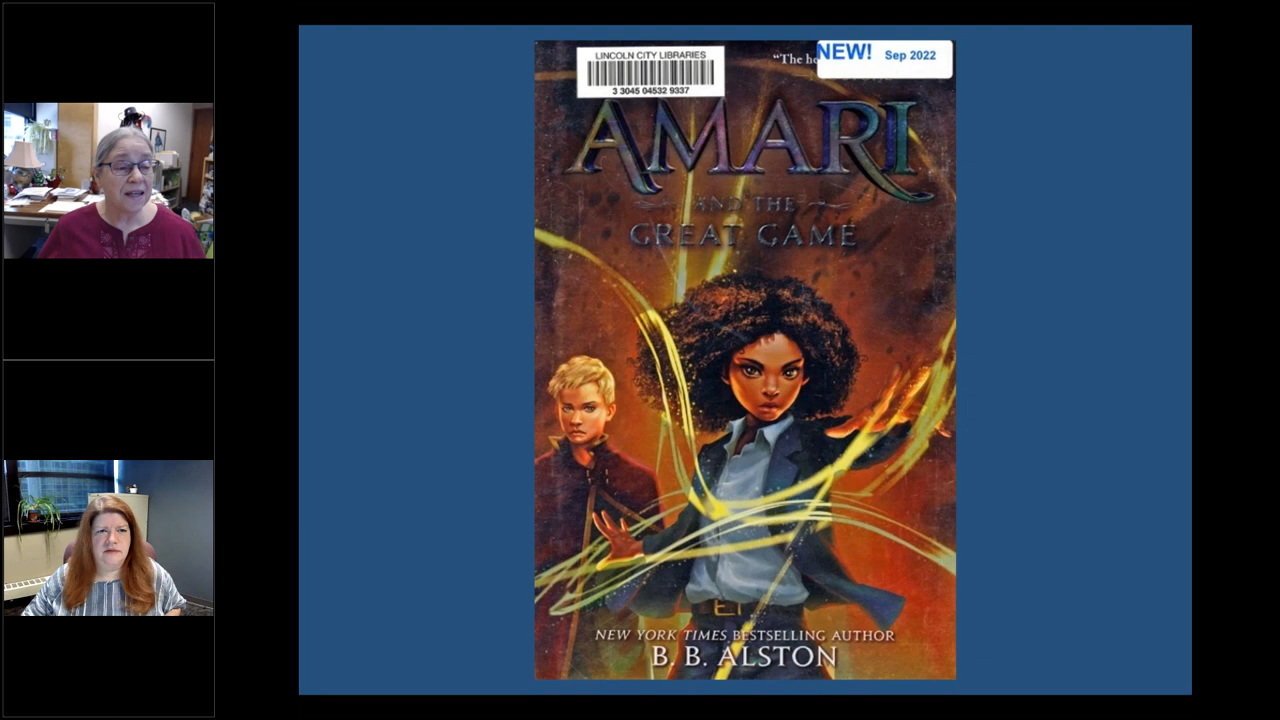 LINCOLN CITY LIBRARIES
3 3045 04532 9337
"The
NEW! Sep 2022
AMARI
AND THE
GREAT GAME
NEW YORK TIMES BESTSELLING AUTHOR
B. B. ALSTON